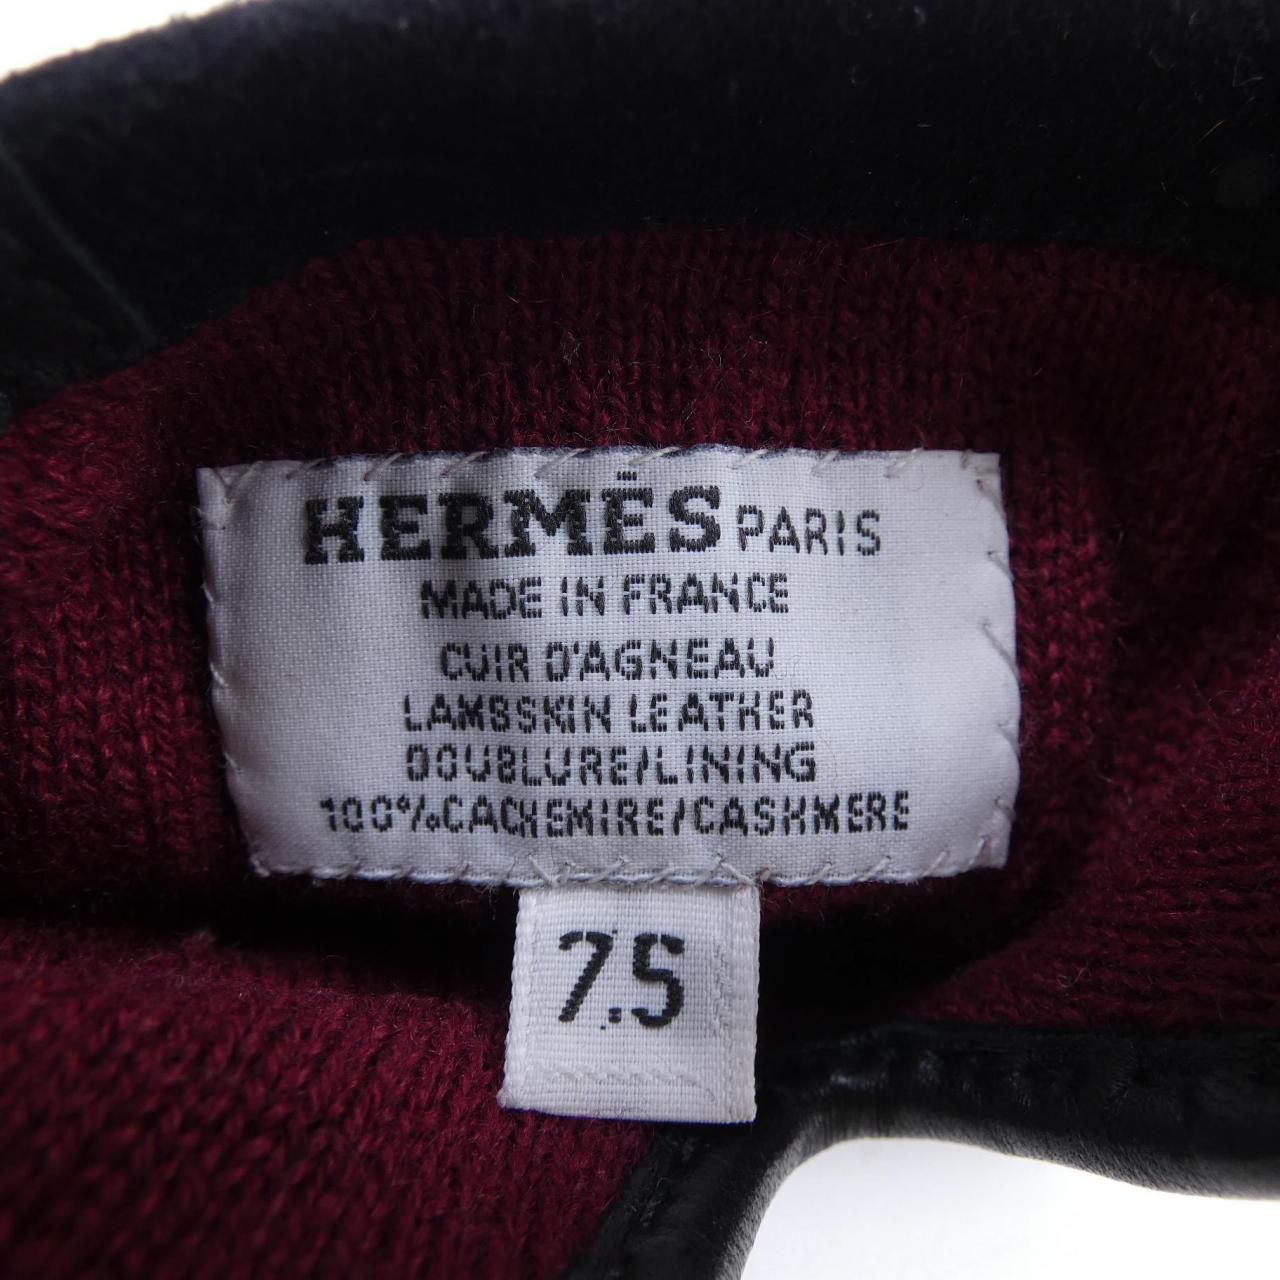 HERMÈS PARIS
MADE IN FRANCE
CUIR D'AGNEAU
LAMBSKIN LEATHER
DOUBLURE/LINING
100%CACHEMIRE/CASHMERE
7.5